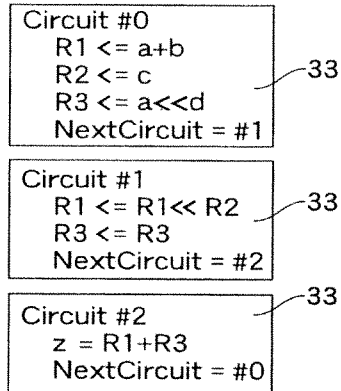 Circuit #0
R1 <= a+b
R2 <= c
R3 <= a<<d
NextCircuit = #1
33
Circuit #1
R1 <= R1<< R2
R3 <= R3
NextCircuit = #2
33
Circuit #2
z = R1+R3
NextCircuit = #0
33